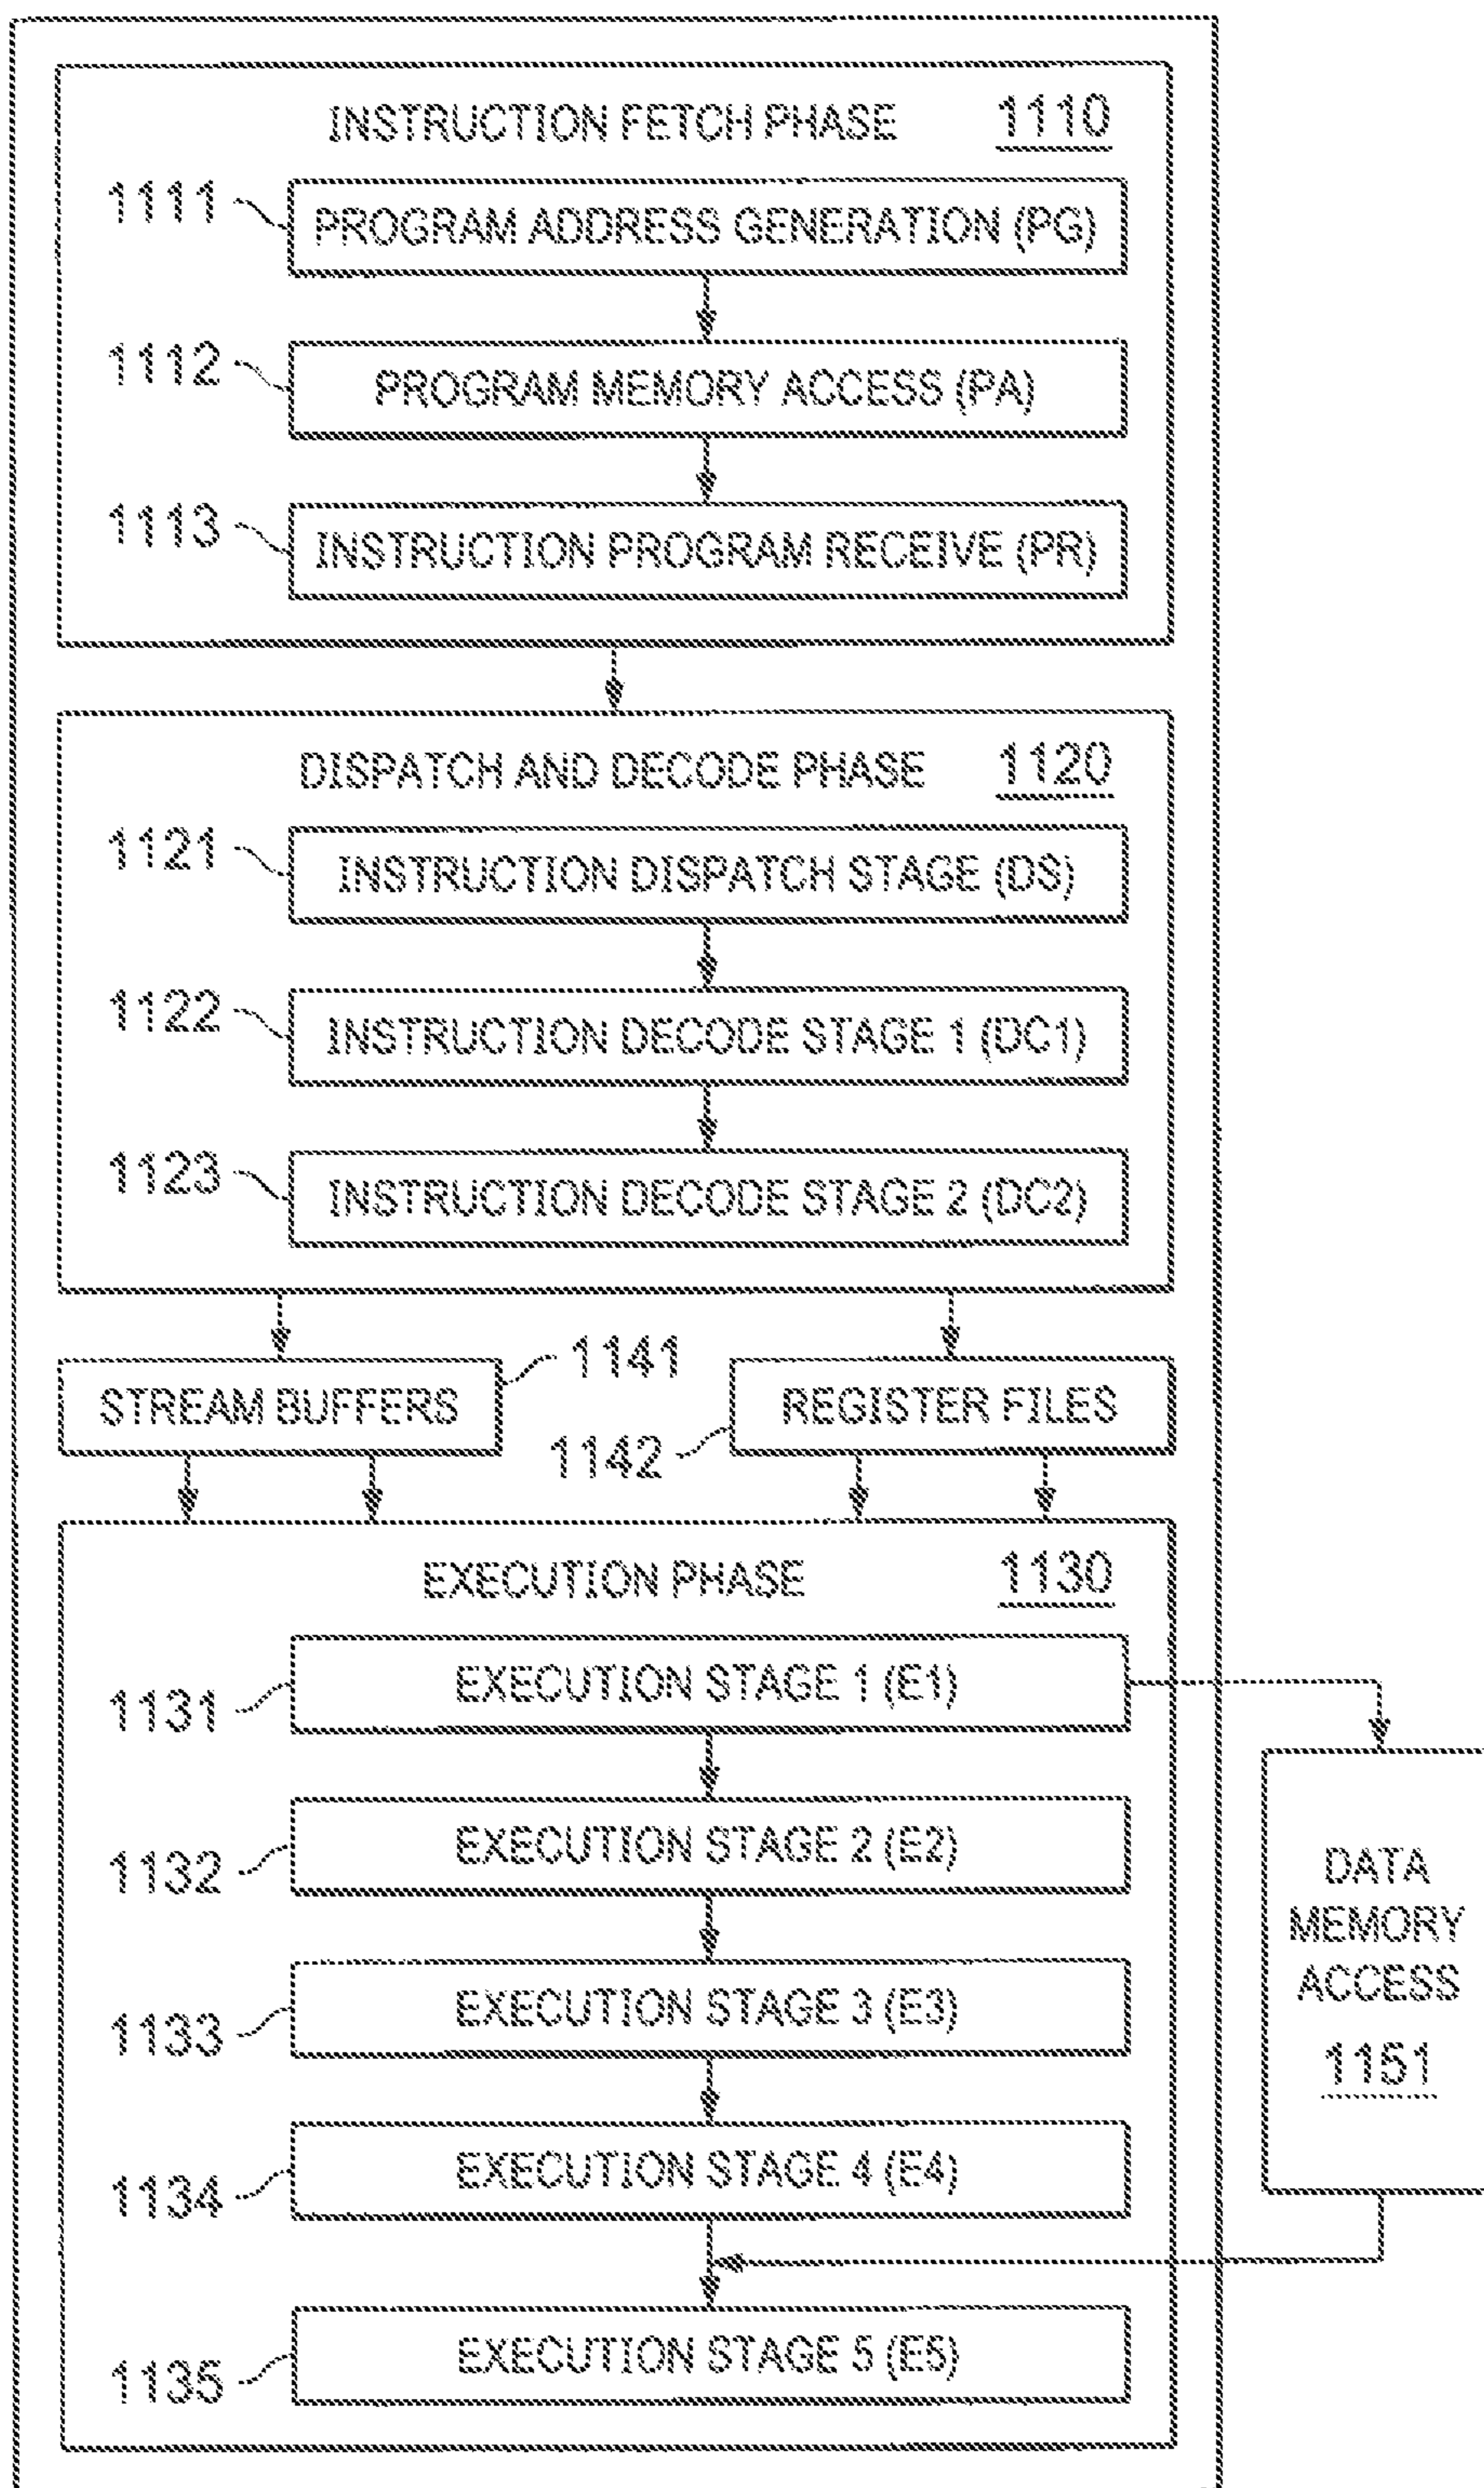 INSTRUCTION FETCH PHASE 1110
1111 PROGRAM ADDRESS GENERATION (PG)
1112 PROGRAM MEMORY ACCESS (PA)
1113 INSTRUCTION PROGRAM RECEIVE (PR)
DISPATCH AND DECODE PHASE 1120
1121 INSTRUCTION DISPATCH STAGE (DS)
1122 INSTRUCTION DECODE STAGE 1 (DC1)
1123 INSTRUCTION DECODE STAGE 2 (DC2)
STREAM BUFFERS 1141
1142 REGISTER FILES
EXECUTION PHASE 1130
1131 EXECUTION STAGE 1 (E1)
1132 EXECUTION STAGE 2 (E2)
1133 EXECUTION STAGE 3 (E3)
1134 EXECUTION STAGE 4 (E4)
1135 EXECUTION STAGE 5 (E5)
DATA
MEMORY
ACCESS
1151